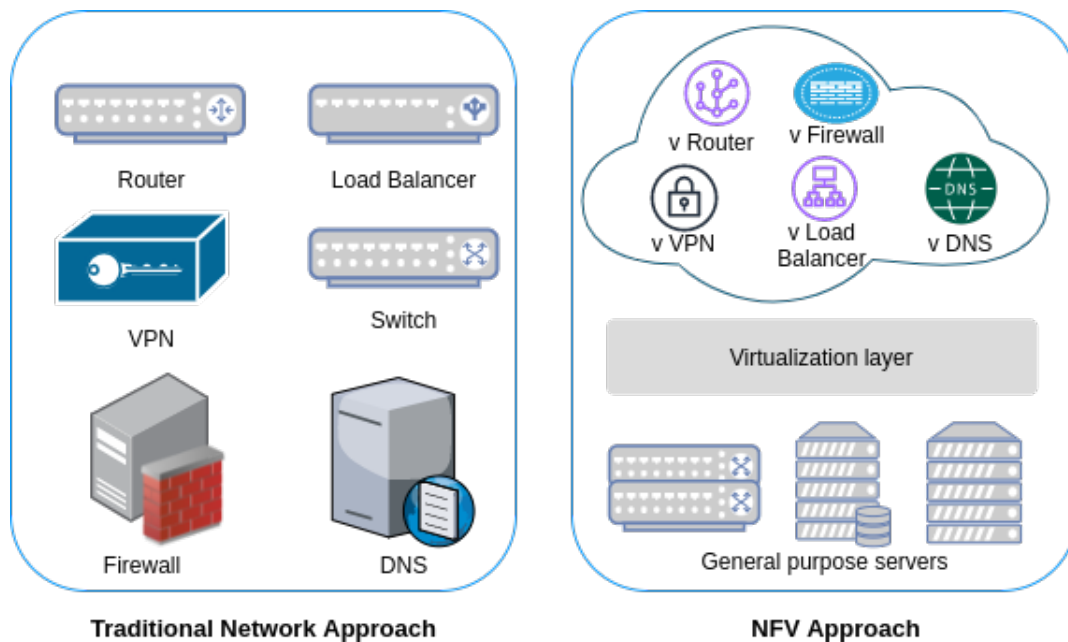 Router
Load Balancer
VPN
Switch
Firewall
DNS
Traditional Network Approach
v Router
v Firewall
v VPN
v Load
Balancer
DNS
v DNS
Virtualization layer
General purpose servers
NFV Approach